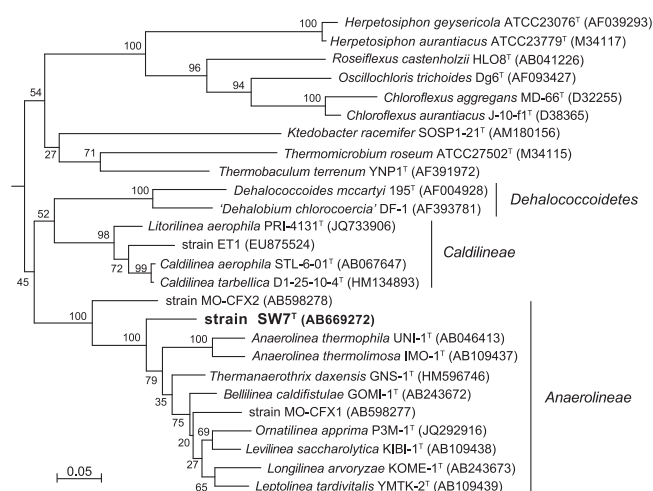 100
Herpetosiphon geysericola ATCC23076ᵀ (AF039293)
Herpetosiphon aurantiacus ATCC23779ᵀ (M34117)
100
Roseiflexus castenholzii HLO8ᵀ (AB041226)
96
Oscillochloris trichoides Dg6ᵀ (AF093427)
94
Chloroflexus aggregans MD-66ᵀ (D32255)
100
Chloroflexus aurantiacus J-10-f1ᵀ (D38365)
54
Ktedobacter racemifer SOSP1-21ᵀ (AM180156)
27
Thermomicrobium roseum ATCC27502ᵀ (M34115)
71
Thermobaculum terrenum YNP1ᵀ (AF391972)
Dehalococcoides mccartyi 195ᵀ (AF004928)
100
'Dehalobium chlorocoercia' DF-1 (AF393781)
Dehalococcoidetes
52
Litorilinea aerophila PRI-4131ᵀ (JQ733906)
98
strain ET1 (EU875524)
72
Caldilinea aerophila STL-6-01ᵀ (AB067647)
99
Caldilinea tarbellica D1-25-10-4ᵀ (HM134893)
Caldilineae
45
strain MO-CFX2 (AB598278)
100
strain SW7ᵀ (AB669272)
100
Anaerolinea thermophila UNI-1ᵀ (AB046413)
Anaerolinea thermolimosa IMO-1ᵀ (AB109437)
79
Thermanaerothrix daxensis GNS-1ᵀ (HM596746)
35
Bellilinea caldifistulae GOMI-1ᵀ (AB243672)
Anaerolineae
75
strain MO-CFX1 (AB598277)
20
69
Ornatilinea apprima P3M-1ᵀ (JQ292916)
Levilinea saccharolytica KIBI-1ᵀ (AB109438)
27
Longilinea arvoryzae KOME-1ᵀ (AB243673)
65
Leptolinea tardivitalis YMTK-2ᵀ (AB109439)
0.05